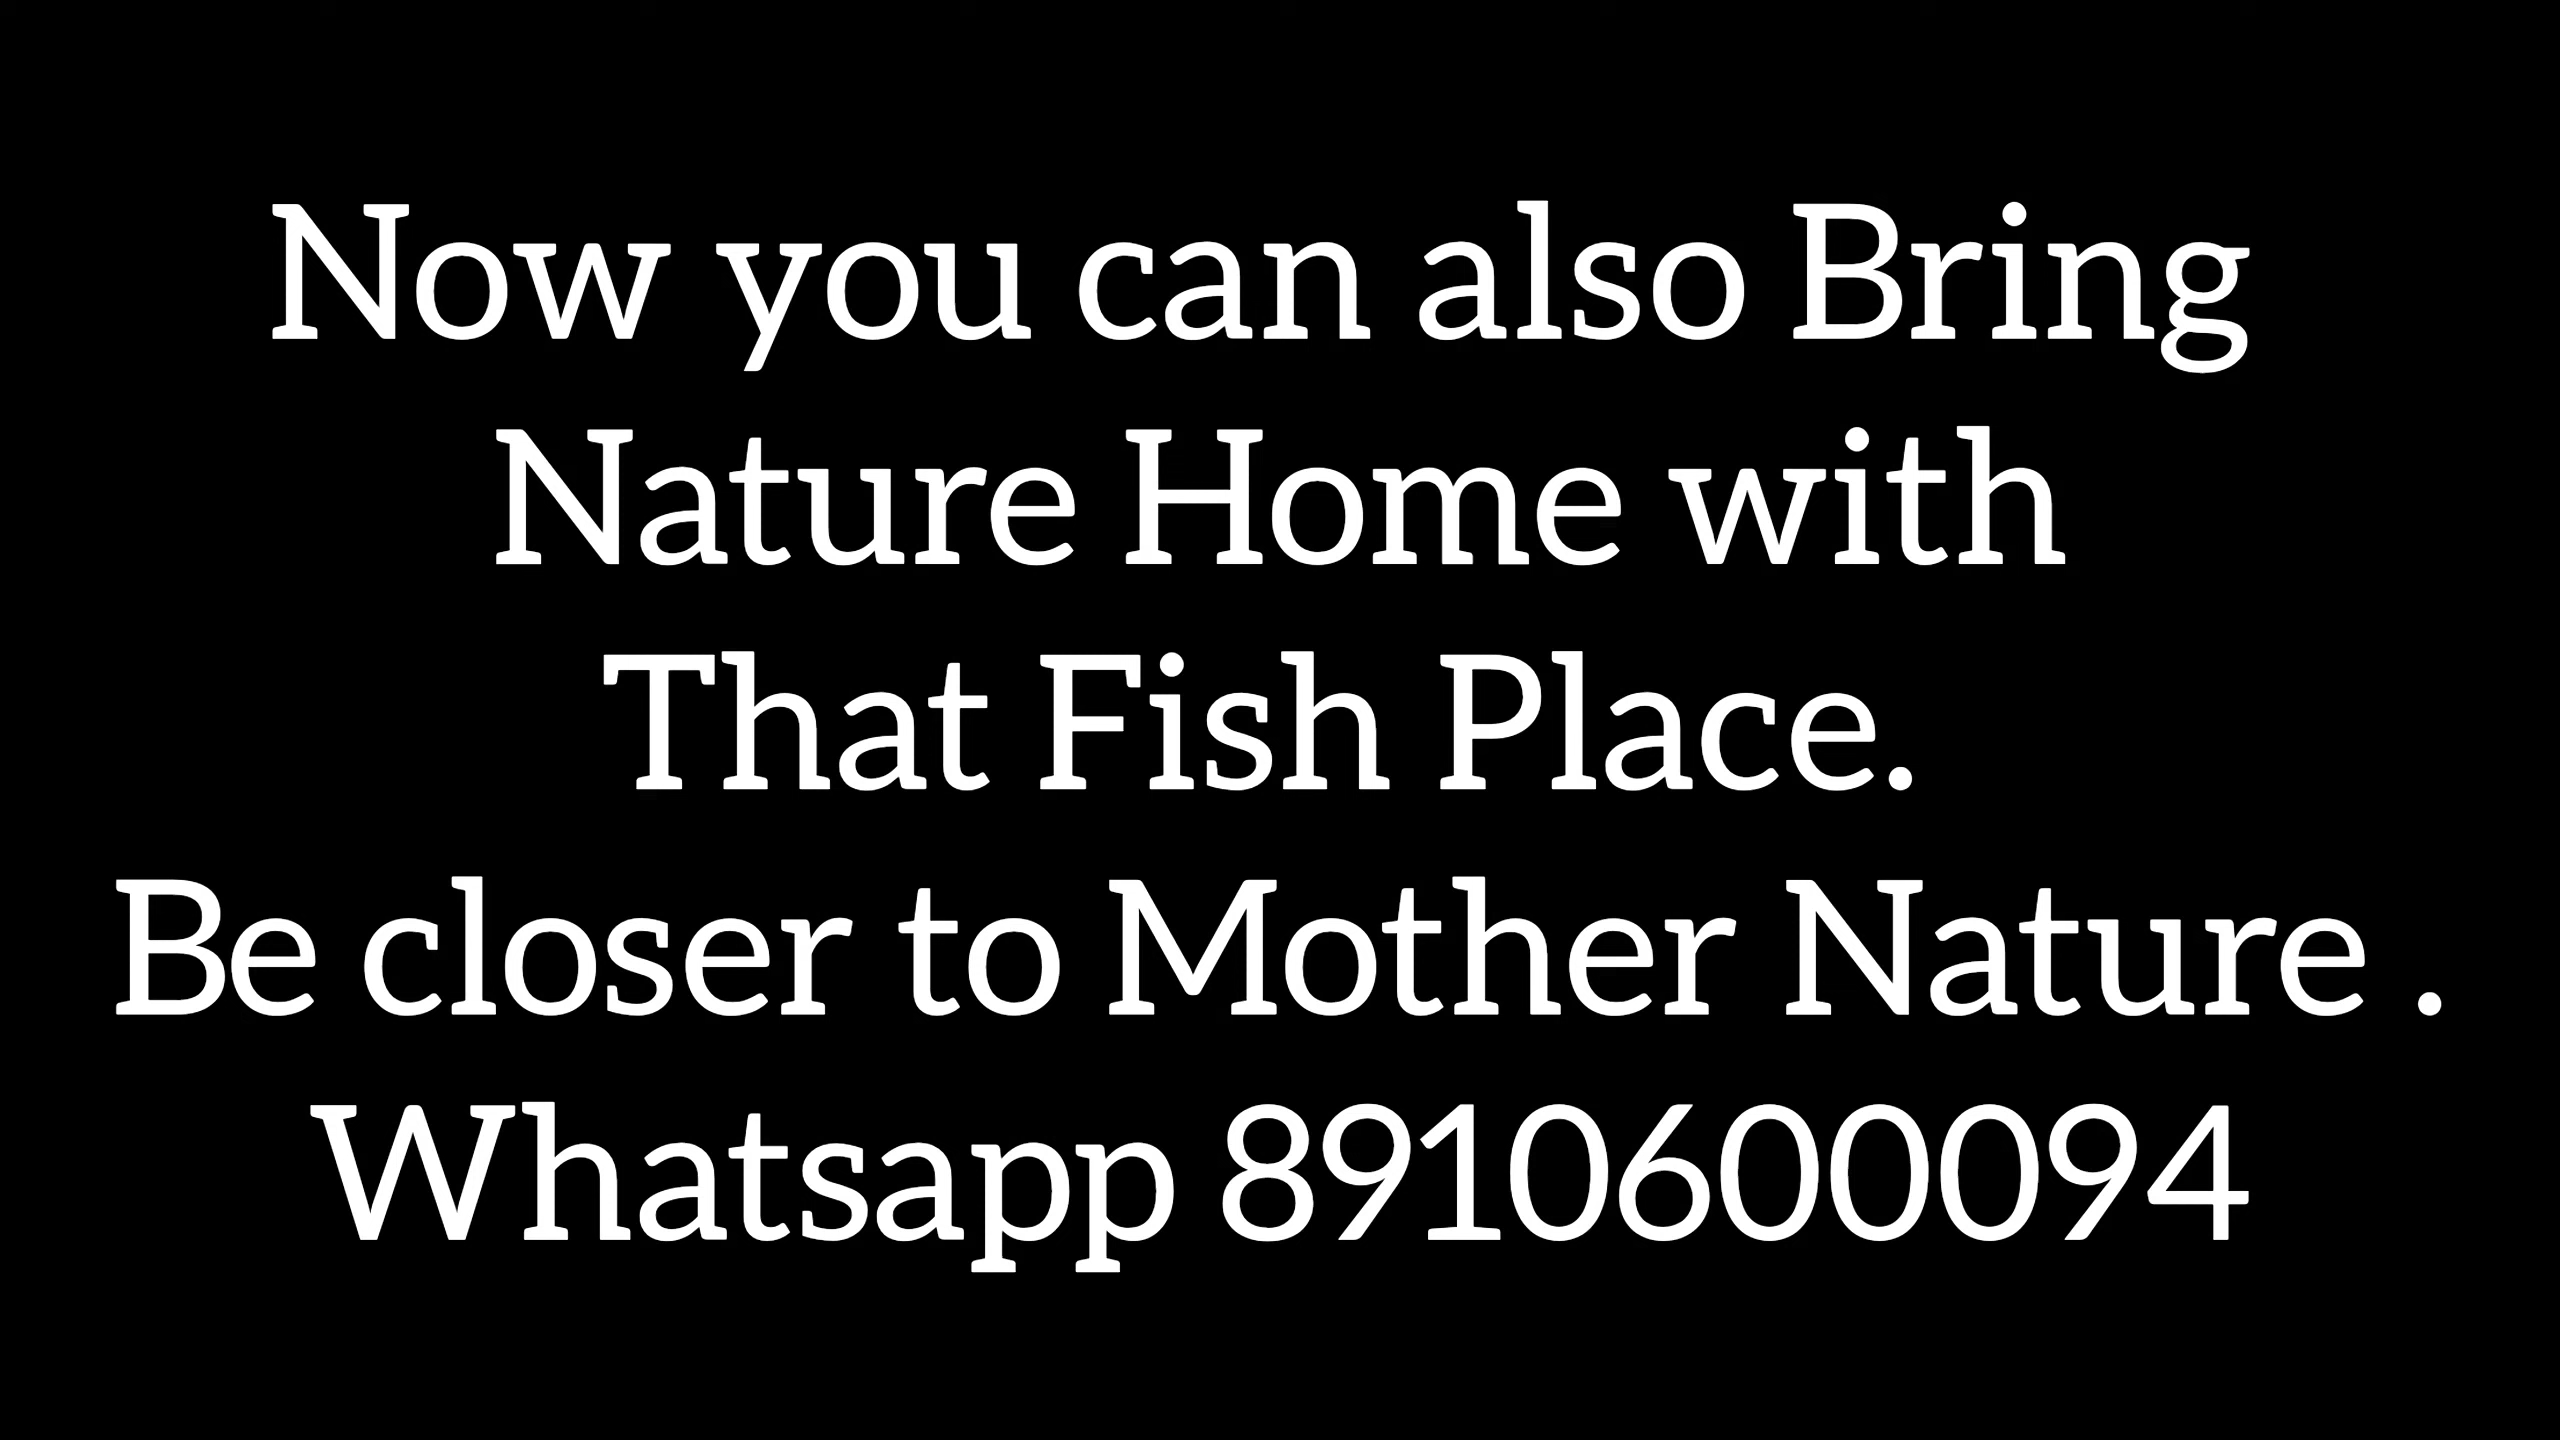 Now you can also Bring
Nature Home with
That Fish Place.
Be closer to Mother Nature .
Whatsapp 8910600094